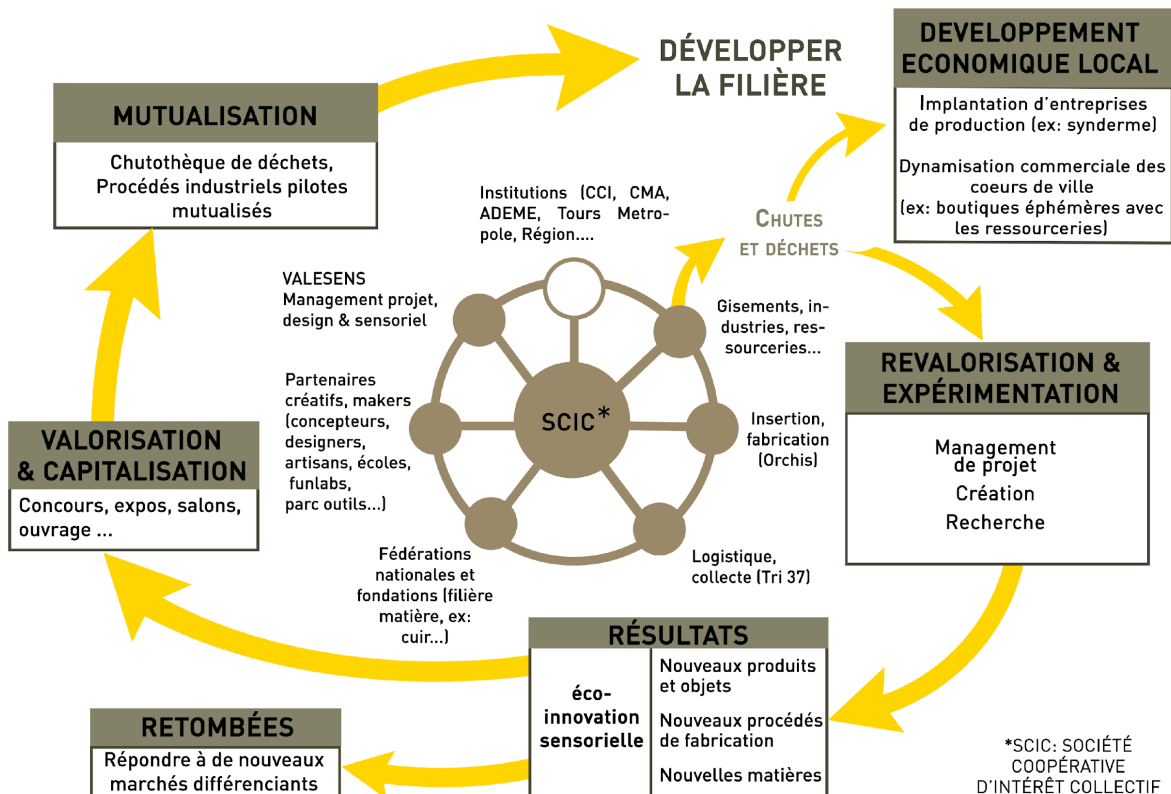 DÉVELOPPER
LA FILIÈRE
DEVELOPPEMENT
ECONOMIQUE LOCAL
Implantation d'entreprises
de production (ex: synderme)
Dynamisation commerciale des
coeurs de ville
(ex: boutiques éphémères avec
les ressourceries)
MUTUALISATION
Chutothèque de déchets,
Procédés industriels pilotes
mutualisés
Institutions (CCI, CMA,
ADEME, Tours Metro-
pole, Région....
CHUTES
ET DÉCHETS
VALESENS
Management projet,
design & sensoriel
Gisements, in-
dustries, res-
sourceries...
REVALORISATION &
EXPÉRIMENTATION
Management
de projet
Création
Recherche
Partenaires
créatifs, makers
(concepteurs,
designers,
artisans, écoles,
funlabs,
parc outils...)
SCIC*
Insertion,
fabrication
(Orchis)
VALORISATION
& CAPITALISATION
Concours, expos, salons,
ouvrage ...
Fédérations
nationales et
fondations (filière
matière, ex:
cuir...)
Logistique,
collecte (Tri 37)
RÉSULTATS
éco-
innovation
sensorielle
Nouveaux produits
et objets
Nouveaux procédés
de fabrication
Nouvelles matières
RETOMBÉES
Répondre à de nouveaux
marchés différenciants
*SCIC: SOCIÉTÉ
COOPÉRATIVE
D'INTÉRÊT COLLECTIF